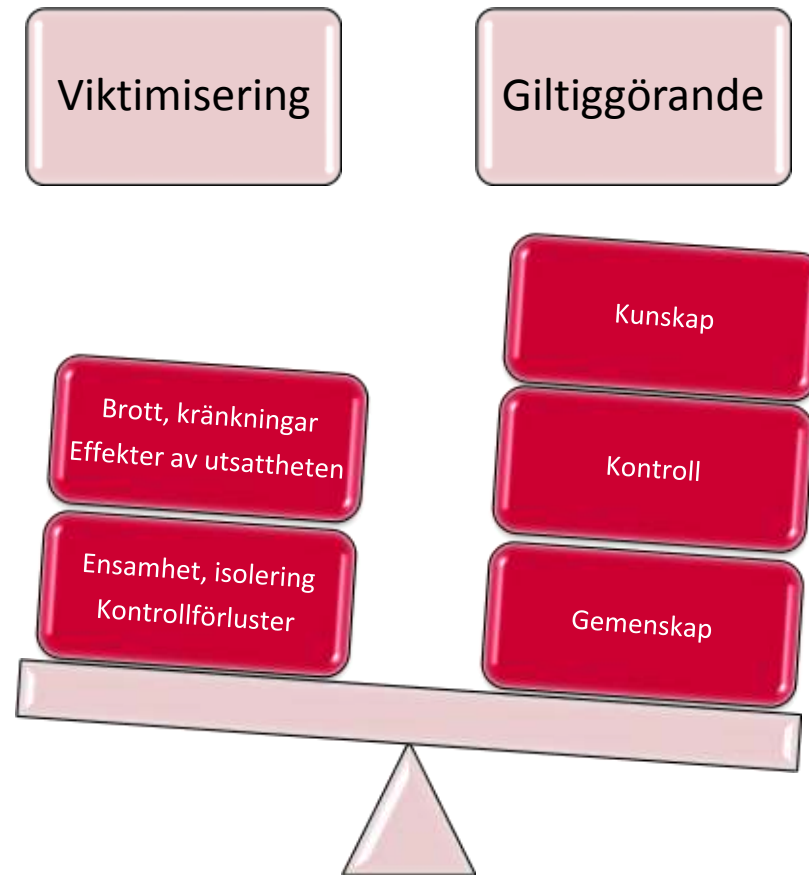 Viktimisering
Giltiggörande
Brott, kränkningar
Effekter av utsattheten
Ensamhet, isolering
Kontrollförluster
Kunskap
Kontroll
Gemenskap